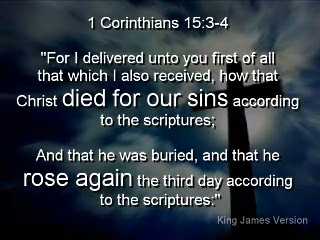 1 Corinthians 15:3-4
"For I delivered unto you first of all
that which I also received, how that
Christ died for our sins according
to the scriptures;
And that he was buried, and that he
rose again the third day according
to the scriptures:"
King James Version